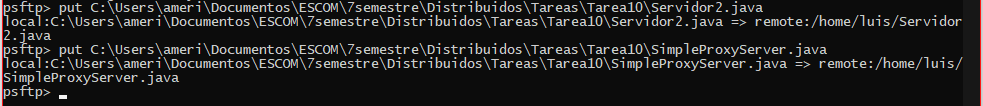 psftp> put C:\Users\ameri\Documentos\ESCOM\7semestre\Distribuidos\Tareas\Tarea10\Servidor2.java
local:C:\Users\ameri\Documentos\ESCOM\7semestre\Distribuidos\Tareas\Tarea10\Servidor2.java => remote:/home/luis/Servidor
2.java
psftp> put C:\Users\ameri\Documentos\ESCOM\7semestre\Distribuidos\Tareas\Tarea10\SimpleProxyServer.java
local:C:\Users\ameri\Documentos\ESCOM\7semestre\Distribuidos\Tareas\Tarea10\SimpleProxyServer.java => remote:/home/luis/
SimpleProxyServer.java
psftp>